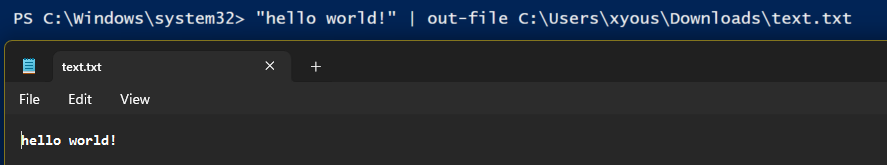 PS C:\Windows\system32> "hello world!" | out-file C:\Users\xyous\Downloads\text.txt
text.txt
File Edit View
hello world!